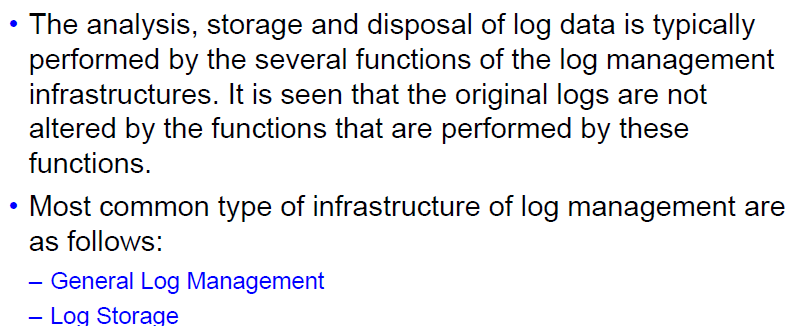 • The analysis, storage and disposal of log data is typically
performed by the several functions of the log management
infrastructures. It is seen that the original logs are not
altered by the functions that are performed by these
functions.
• Most common type of infrastructure of log management are
as follows:
– General Log Management
– Log Storage